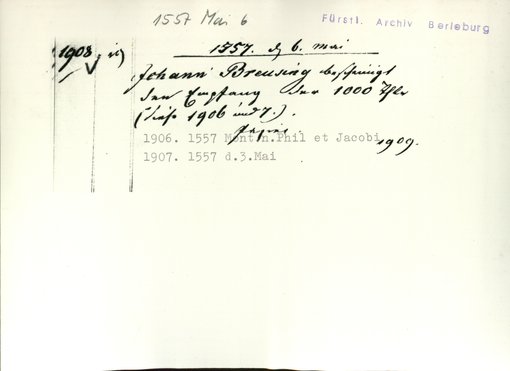 1557 Mai 6
Fürstl. Archiv Berleburg
1908
1557. d. 6. mai
Johann Breusing bescheinigt
den Empfang der 1000 Thlr
(siehe 1906 und 7.).
1906. 1557 Mont.n.Phil et Jacobi
1909.
1907. 1557 d.3.Mai